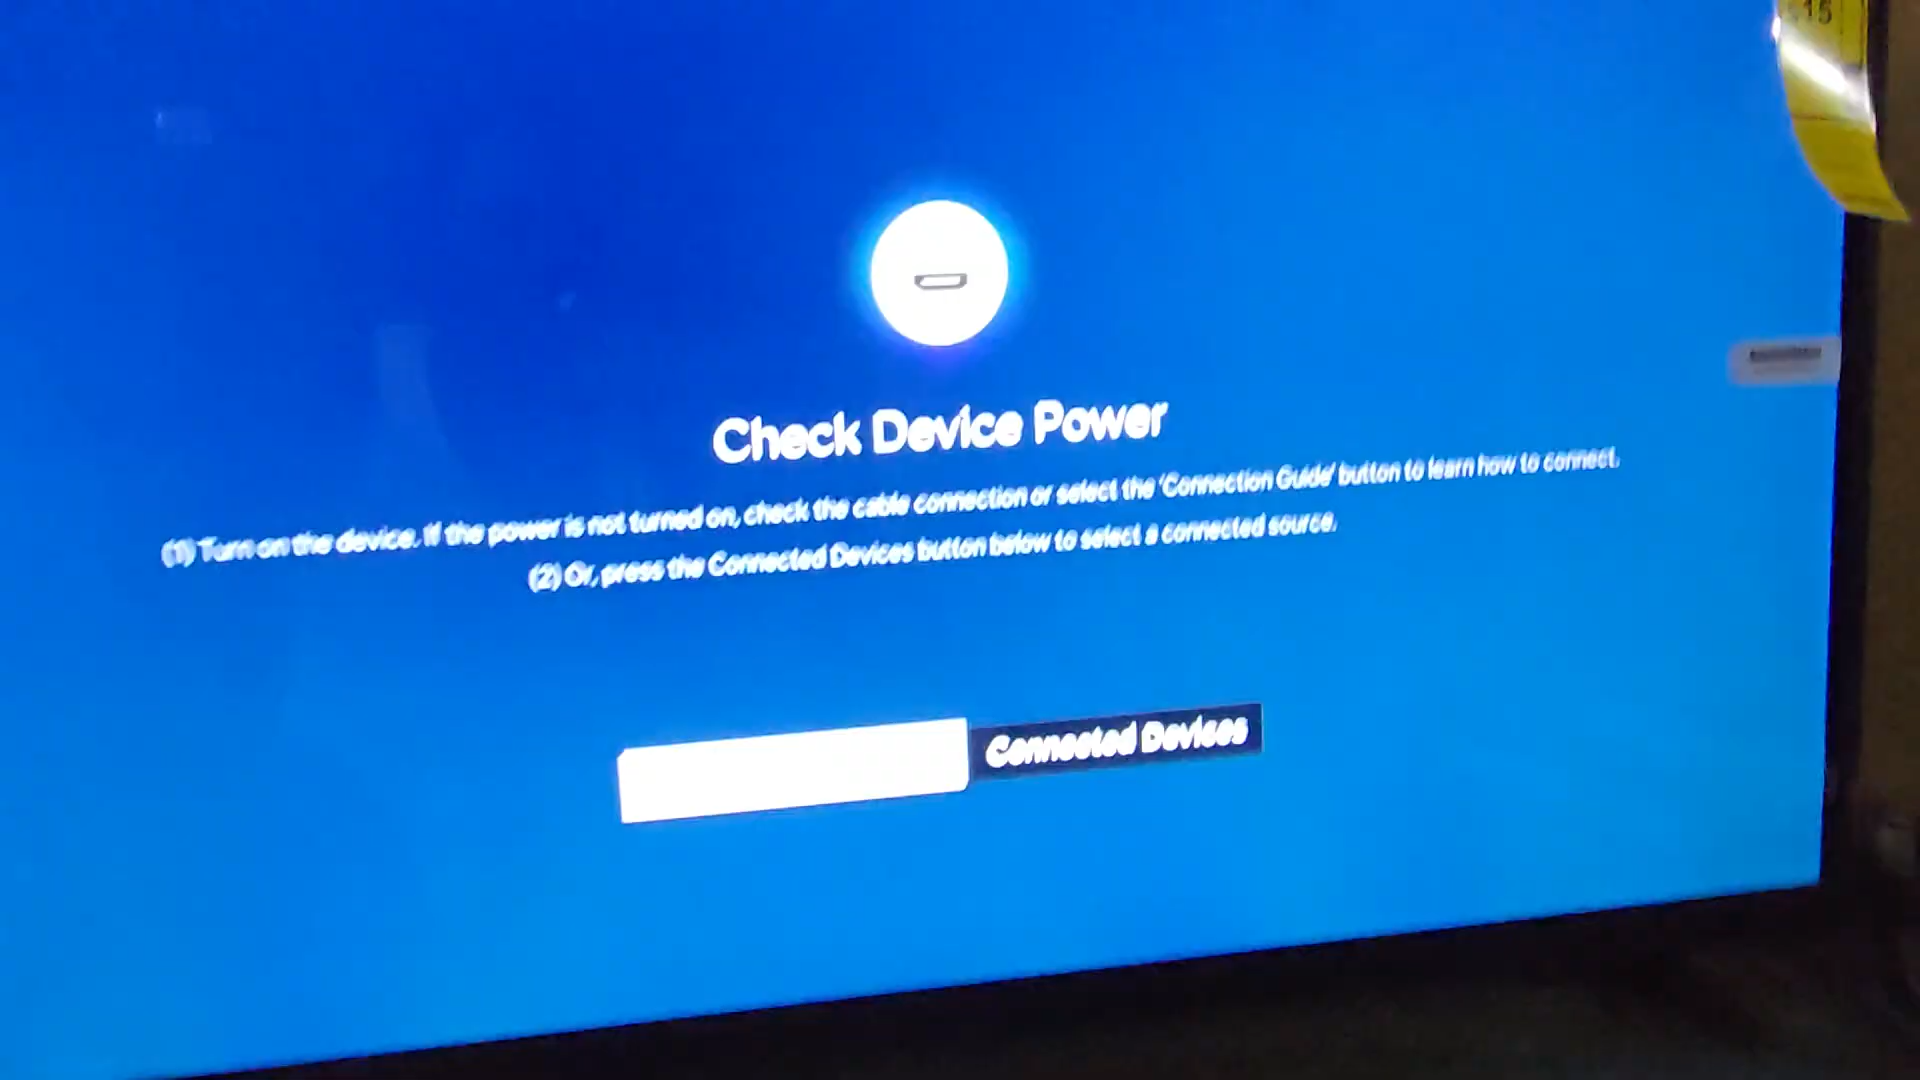 15
Check Device Power
(1) Turn on the device. If the power is not turned on, check the cable connection or select the 'Connection Guide' button to learn how to connect.
(2) Or, press the Connected Devices button below to select a connected source.
Connected Devices